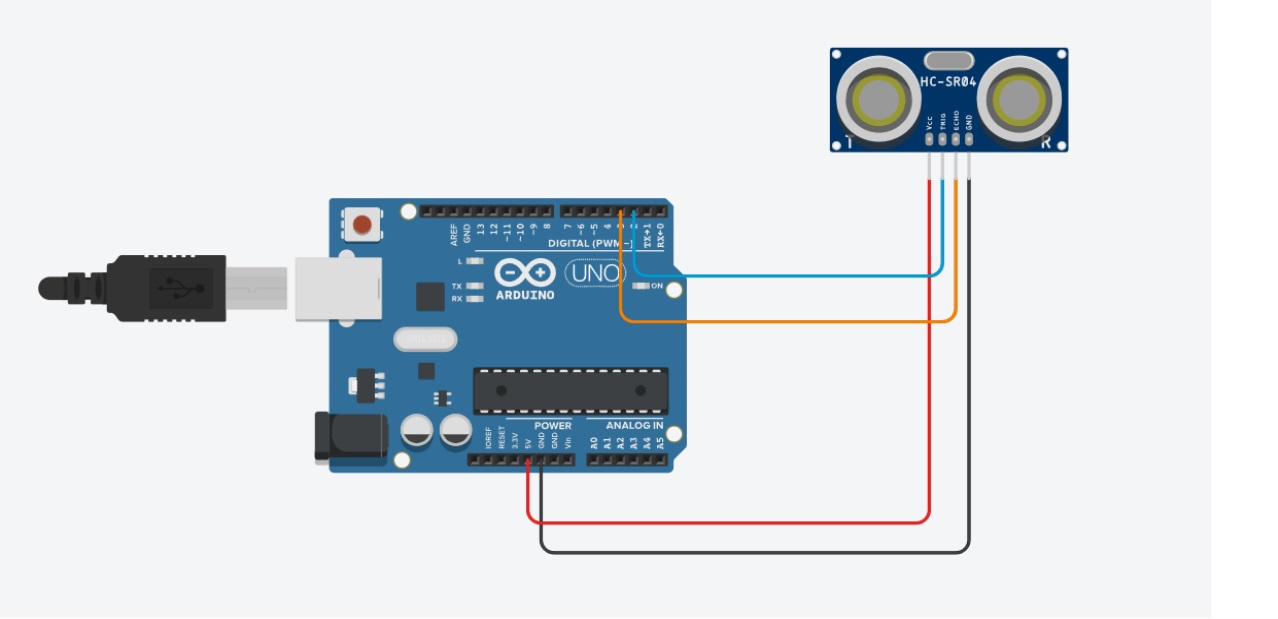 HC-SR04
Vcc
TRIG
ECHO
GND
T
R
AREF
GND
13
12
~11
~10
~9
8
7
~6
~5
4
2
TX→1
RX←0
DIGITAL (PWM~)
L
TX
RX
UNO
ON
ARDUINO
POWER
ANALOG IN
IOREF
RESET
3.3V
5V
GND
GND
Vin
A0
A1
A2
A3
A4
A5